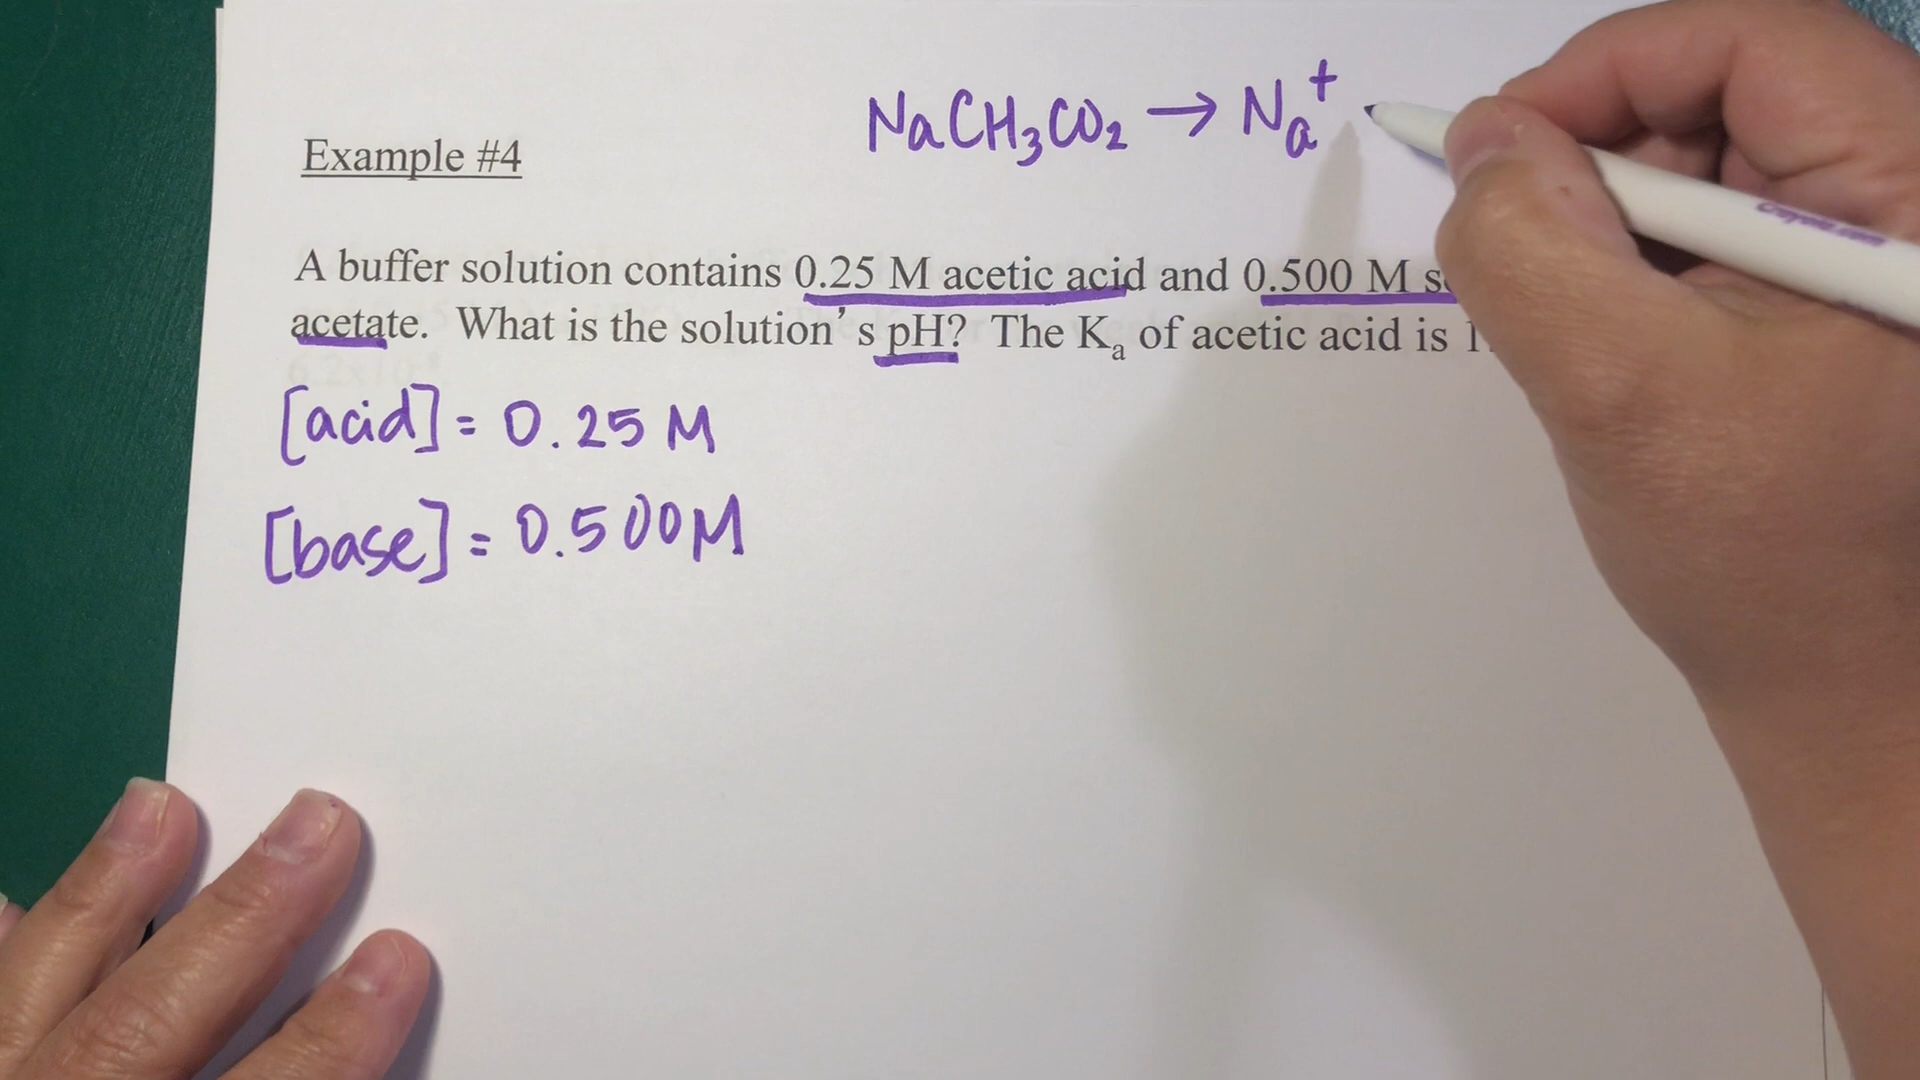 NaCH₃CO₂ → Na⁺
Example #4
A buffer solution contains 0.25 M acetic acid and 0.500 M
acetate. What is the solution's pH? The Kₐ of acetic acid is 1.
[acid] = 0.25 M
[base] = 0.500M